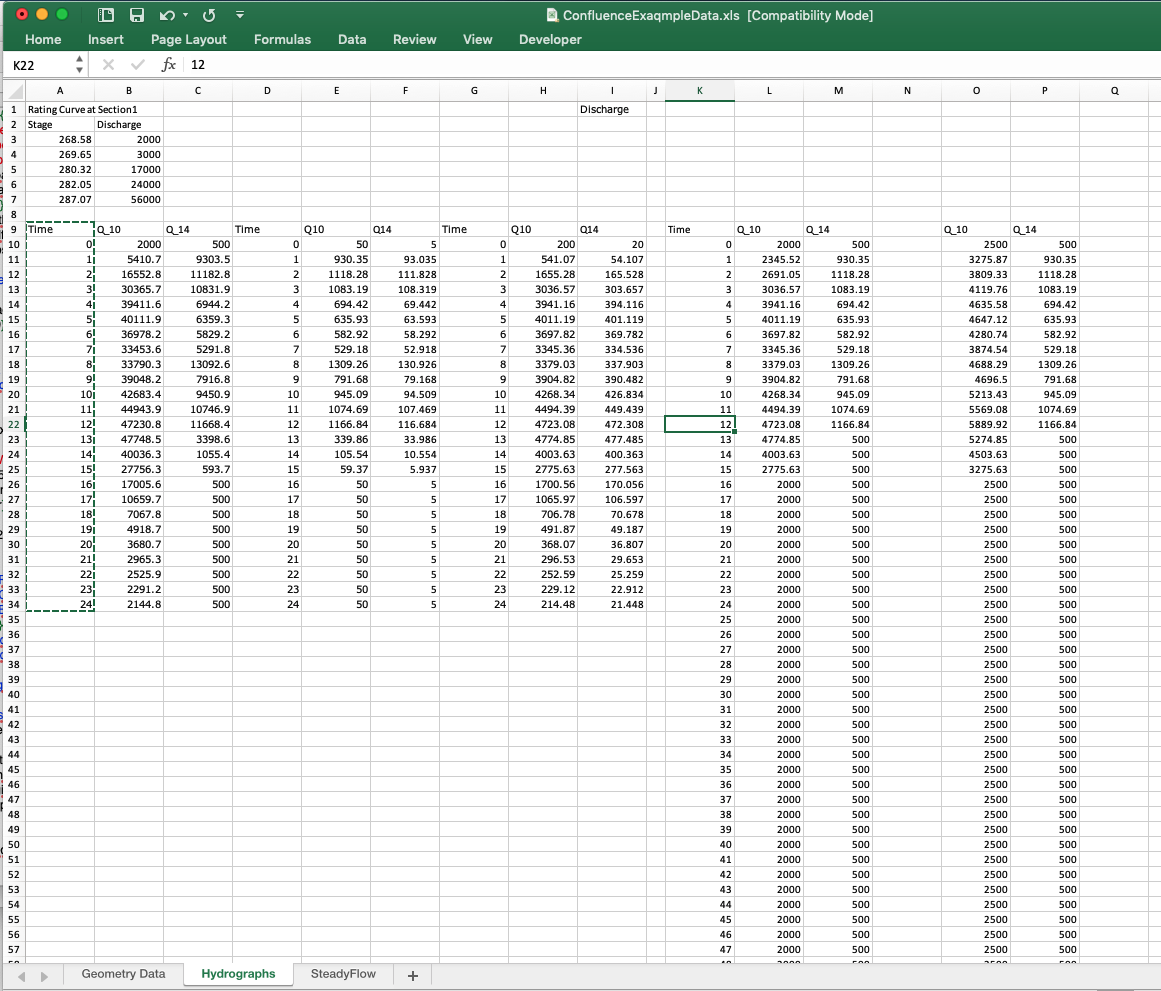 ConfluenceExaqmpleData.xls [Compatibility Mode]
Home Insert Page Layout Formulas Data Review View Developer
K22 fx 12
A B C D E F G H I J K L M N O P Q
1 Rating Curve at Section1 Discharge
2 Stage Discharge
3 268.58 2000
4 269.65 3000
5 280.32 17000
6 282.05 24000
7 287.07 56000
8
9 Time Q_10 Q_14 Time Q10 Q14 Time Q10 Q14 Time Q_10 Q_14 Q_10 Q_14
10 0 2000 500 0 50 5 0 200 20 0 2000 500 2500 500
11 1 5410.7 9303.5 1 930.35 93.035 1 541.07 54.107 1 2345.52 930.35 3275.87 930.35
12 2 16552.8 11182.8 2 1118.28 111.828 2 1655.28 165.528 2 2691.05 1118.28 3809.33 1118.28
13 3 30365.7 10831.9 3 1083.19 108.319 3 3036.57 303.657 3 3036.57 1083.19 4119.76 1083.19
14 4 39411.6 6944.2 4 694.42 69.442 4 3941.16 394.116 4 3941.16 694.42 4635.58 694.42
15 5 40111.9 6359.3 5 635.93 63.593 5 4011.19 401.119 5 4011.19 635.93 4647.12 635.93
16 6 36978.2 5829.2 6 582.92 58.292 6 3697.82 369.782 6 3697.82 582.92 4280.74 582.92
17 7 33453.6 5291.8 7 529.18 52.918 7 3345.36 334.536 7 3345.36 529.18 3874.54 529.18
18 8 33790.3 13092.6 8 1309.26 130.926 8 3379.03 337.903 8 3379.03 1309.26 4688.29 1309.26
19 9 39048.2 7916.8 9 791.68 79.168 9 3904.82 390.482 9 3904.82 791.68 4696.5 791.68
20 10 42683.4 9450.9 10 945.09 94.509 10 4268.34 426.834 10 4268.34 945.09 5213.43 945.09
21 11 44943.9 10746.9 11 1074.69 107.469 11 4494.39 449.439 11 4494.39 1074.69 5569.08 1074.69
22 12 47230.8 11668.4 12 1166.84 116.684 12 4723.08 472.308 12 4723.08 1166.84 5889.92 1166.84
23 13 47748.5 3398.6 13 339.86 33.986 13 4774.85 477.485 13 4774.85 500 5274.85 500
24 14 40036.3 1055.4 14 105.54 10.554 14 4003.63 400.363 14 4003.63 500 4503.63 500
25 15 27756.3 593.7 15 59.37 5.937 15 2775.63 277.563 15 2775.63 500 3275.63 500
26 16 17005.6 500 16 50 5 16 1700.56 170.056 16 2000 500 2500 500
27 17 10659.7 500 17 50 5 17 1065.97 106.597 17 2000 500 2500 500
28 18 7067.8 500 18 50 5 18 706.78 70.678 18 2000 500 2500 500
29 19 4918.7 500 19 50 5 19 491.87 49.187 19 2000 500 2500 500
30 20 3680.7 500 20 50 5 20 368.07 36.807 20 2000 500 2500 500
31 21 2965.3 500 21 50 5 21 296.53 29.653 21 2000 500 2500 500
32 22 2525.9 500 22 50 5 22 252.59 25.259 22 2000 500 2500 500
33 23 2291.2 500 23 50 5 23 229.12 22.912 23 2000 500 2500 500
34 24 2144.8 500 24 50 5 24 214.48 21.448 24 2000 500 2500 500
35 25 2000 500 2500 500
36 26 2000 500 2500 500
37 27 2000 500 2500 500
38 28 2000 500 2500 500
39 29 2000 500 2500 500
40 30 2000 500 2500 500
41 31 2000 500 2500 500
42 32 2000 500 2500 500
43 33 2000 500 2500 500
44 34 2000 500 2500 500
45 35 2000 500 2500 500
46 36 2000 500 2500 500
47 37 2000 500 2500 500
48 38 2000 500 2500 500
49 39 2000 500 2500 500
50 40 2000 500 2500 500
51 41 2000 500 2500 500
52 42 2000 500 2500 500
53 43 2000 500 2500 500
54 44 2000 500 2500 500
55 45 2000 500 2500 500
56 46 2000 500 2500 500
57 47 2000 500 2500 500
Geometry Data Hydrographs SteadyFlow +